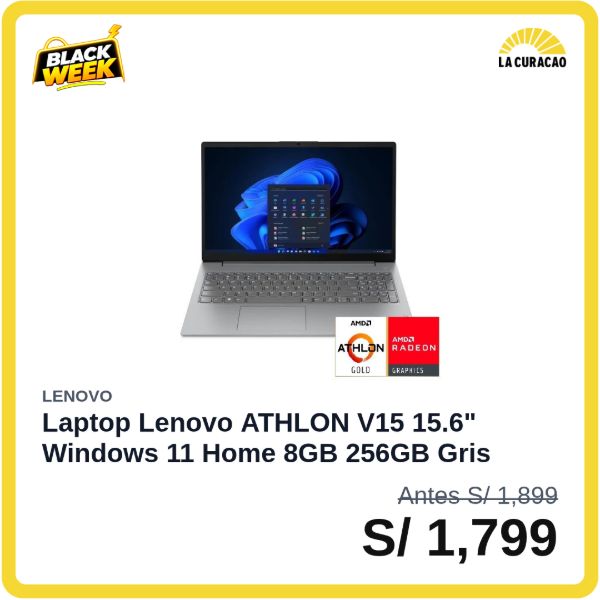 BLACK
WEEK
LA CURACAO
AMD
ATHLON
GOLD
AMD
RADEON
GRAPHICS
LENOVO
Laptop Lenovo ATHLON V15 15.6"
Windows 11 Home 8GB 256GB Gris
Antes S/ 1,899
S/ 1,799